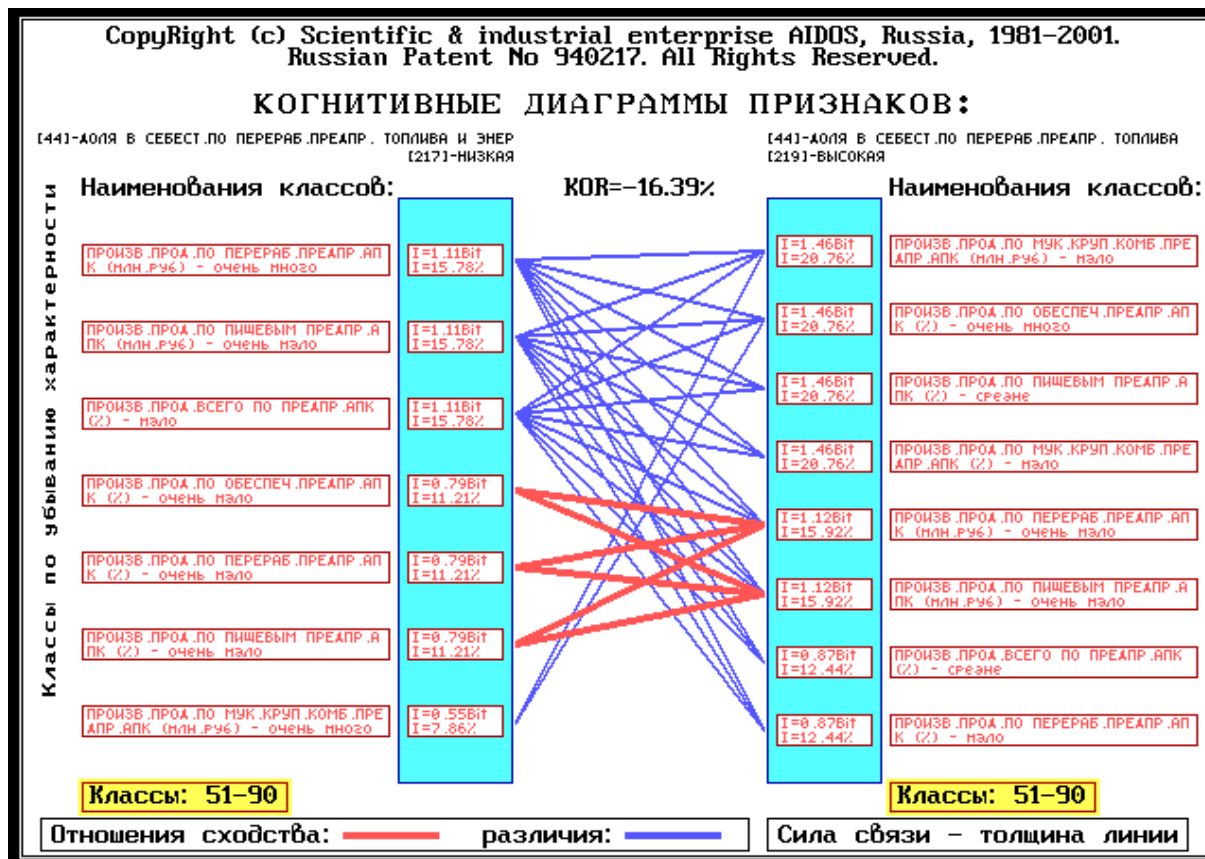 CopyRight (c) Scientific & industrial enterprise AIDOS, Russia, 1981-2001.
Russian Patent No 940217. All Rights Reserved.
КОГНИТИВНЫЕ ДИАГРАММЫ ПРИЗНАКОВ:
[44]-ДОЛЯ В СЕБЕСТ.ПО ПЕРЕРАБ.ПРЕДПР. ТОПЛИВА И ЭНЕР
[217]-НИЗКАЯ
[44]-ДОЛЯ В СЕБЕСТ.ПО ПЕРЕРАБ.ПРЕДПР. ТОПЛИВА
[219]-ВЫСОКАЯ
Классы по убыванию характерности
Наименования классов:
KOR=-16.39%
Наименования классов:
ПРОИЗВ.ПРОД.ПО ПЕРЕРАБ.ПРЕДПР.АП
К (млн.руб) - очень много
I=1.11Bit
I=15.78%
ПРОИЗВ.ПРОД.ПО ПИЩЕВЫМ ПРЕДПР.А
ПК (млн.руб) - очень мало
I=1.11Bit
I=15.78%
ПРОИЗВ.ПРОД.ВСЕГО ПО ПРЕДПР.АПК
(%) - мало
I=1.11Bit
I=15.78%
ПРОИЗВ.ПРОД.ПО ОБЕСПЕЧ.ПРЕДПР.АП
К (%) - очень мало
I=0.79Bit
I=11.21%
ПРОИЗВ.ПРОД.ПО ПЕРЕРАБ.ПРЕДПР.АП
К (%) - очень мало
I=0.79Bit
I=11.21%
ПРОИЗВ.ПРОД.ПО ПИЩЕВЫМ ПРЕДПР.А
ПК (%) - очень мало
I=0.79Bit
I=11.21%
ПРОИЗВ.ПРОД.ПО МУК.КРУП.КОМБ.ПРЕ
ДПР.АПК (млн.руб) - очень много
I=0.55Bit
I=7.86%
I=1.46Bit
I=20.76%
ПРОИЗВ.ПРОД.ПО МУК.КРУП.КОМБ.ПРЕ
ДПР.АПК (млн.руб) - мало
I=1.46Bit
I=20.76%
ПРОИЗВ.ПРОД.ПО ОБЕСПЕЧ.ПРЕДПР.АП
К (%) - очень много
I=1.46Bit
I=20.76%
ПРОИЗВ.ПРОД.ПО ПИЩЕВЫМ ПРЕДПР.А
ПК (%) - средне
I=1.46Bit
I=20.76%
ПРОИЗВ.ПРОД.ПО МУК.КРУП.КОМБ.ПРЕ
ДПР.АПК (%) - мало
I=1.12Bit
I=15.92%
ПРОИЗВ.ПРОД.ПО ПЕРЕРАБ.ПРЕДПР.АП
К (млн.руб) - мало
I=1.12Bit
I=15.92%
ПРОИЗВ.ПРОД.ПО ПИЩЕВЫМ ПРЕДПР.А
ПК (млн.руб) - очень мало
I=0.87Bit
I=12.44%
ПРОИЗВ.ПРОД.ВСЕГО ПО ПРЕДПР.АПК
(%) - средне
I=0.87Bit
I=12.44%
ПРОИЗВ.ПРОД.ПО ПЕРЕРАБ.ПРЕДПР.АП
К (%) - мало
Классы: 51-90
Классы: 51-90
Отношения сходства:
различия:
Сила связи - толщина линии